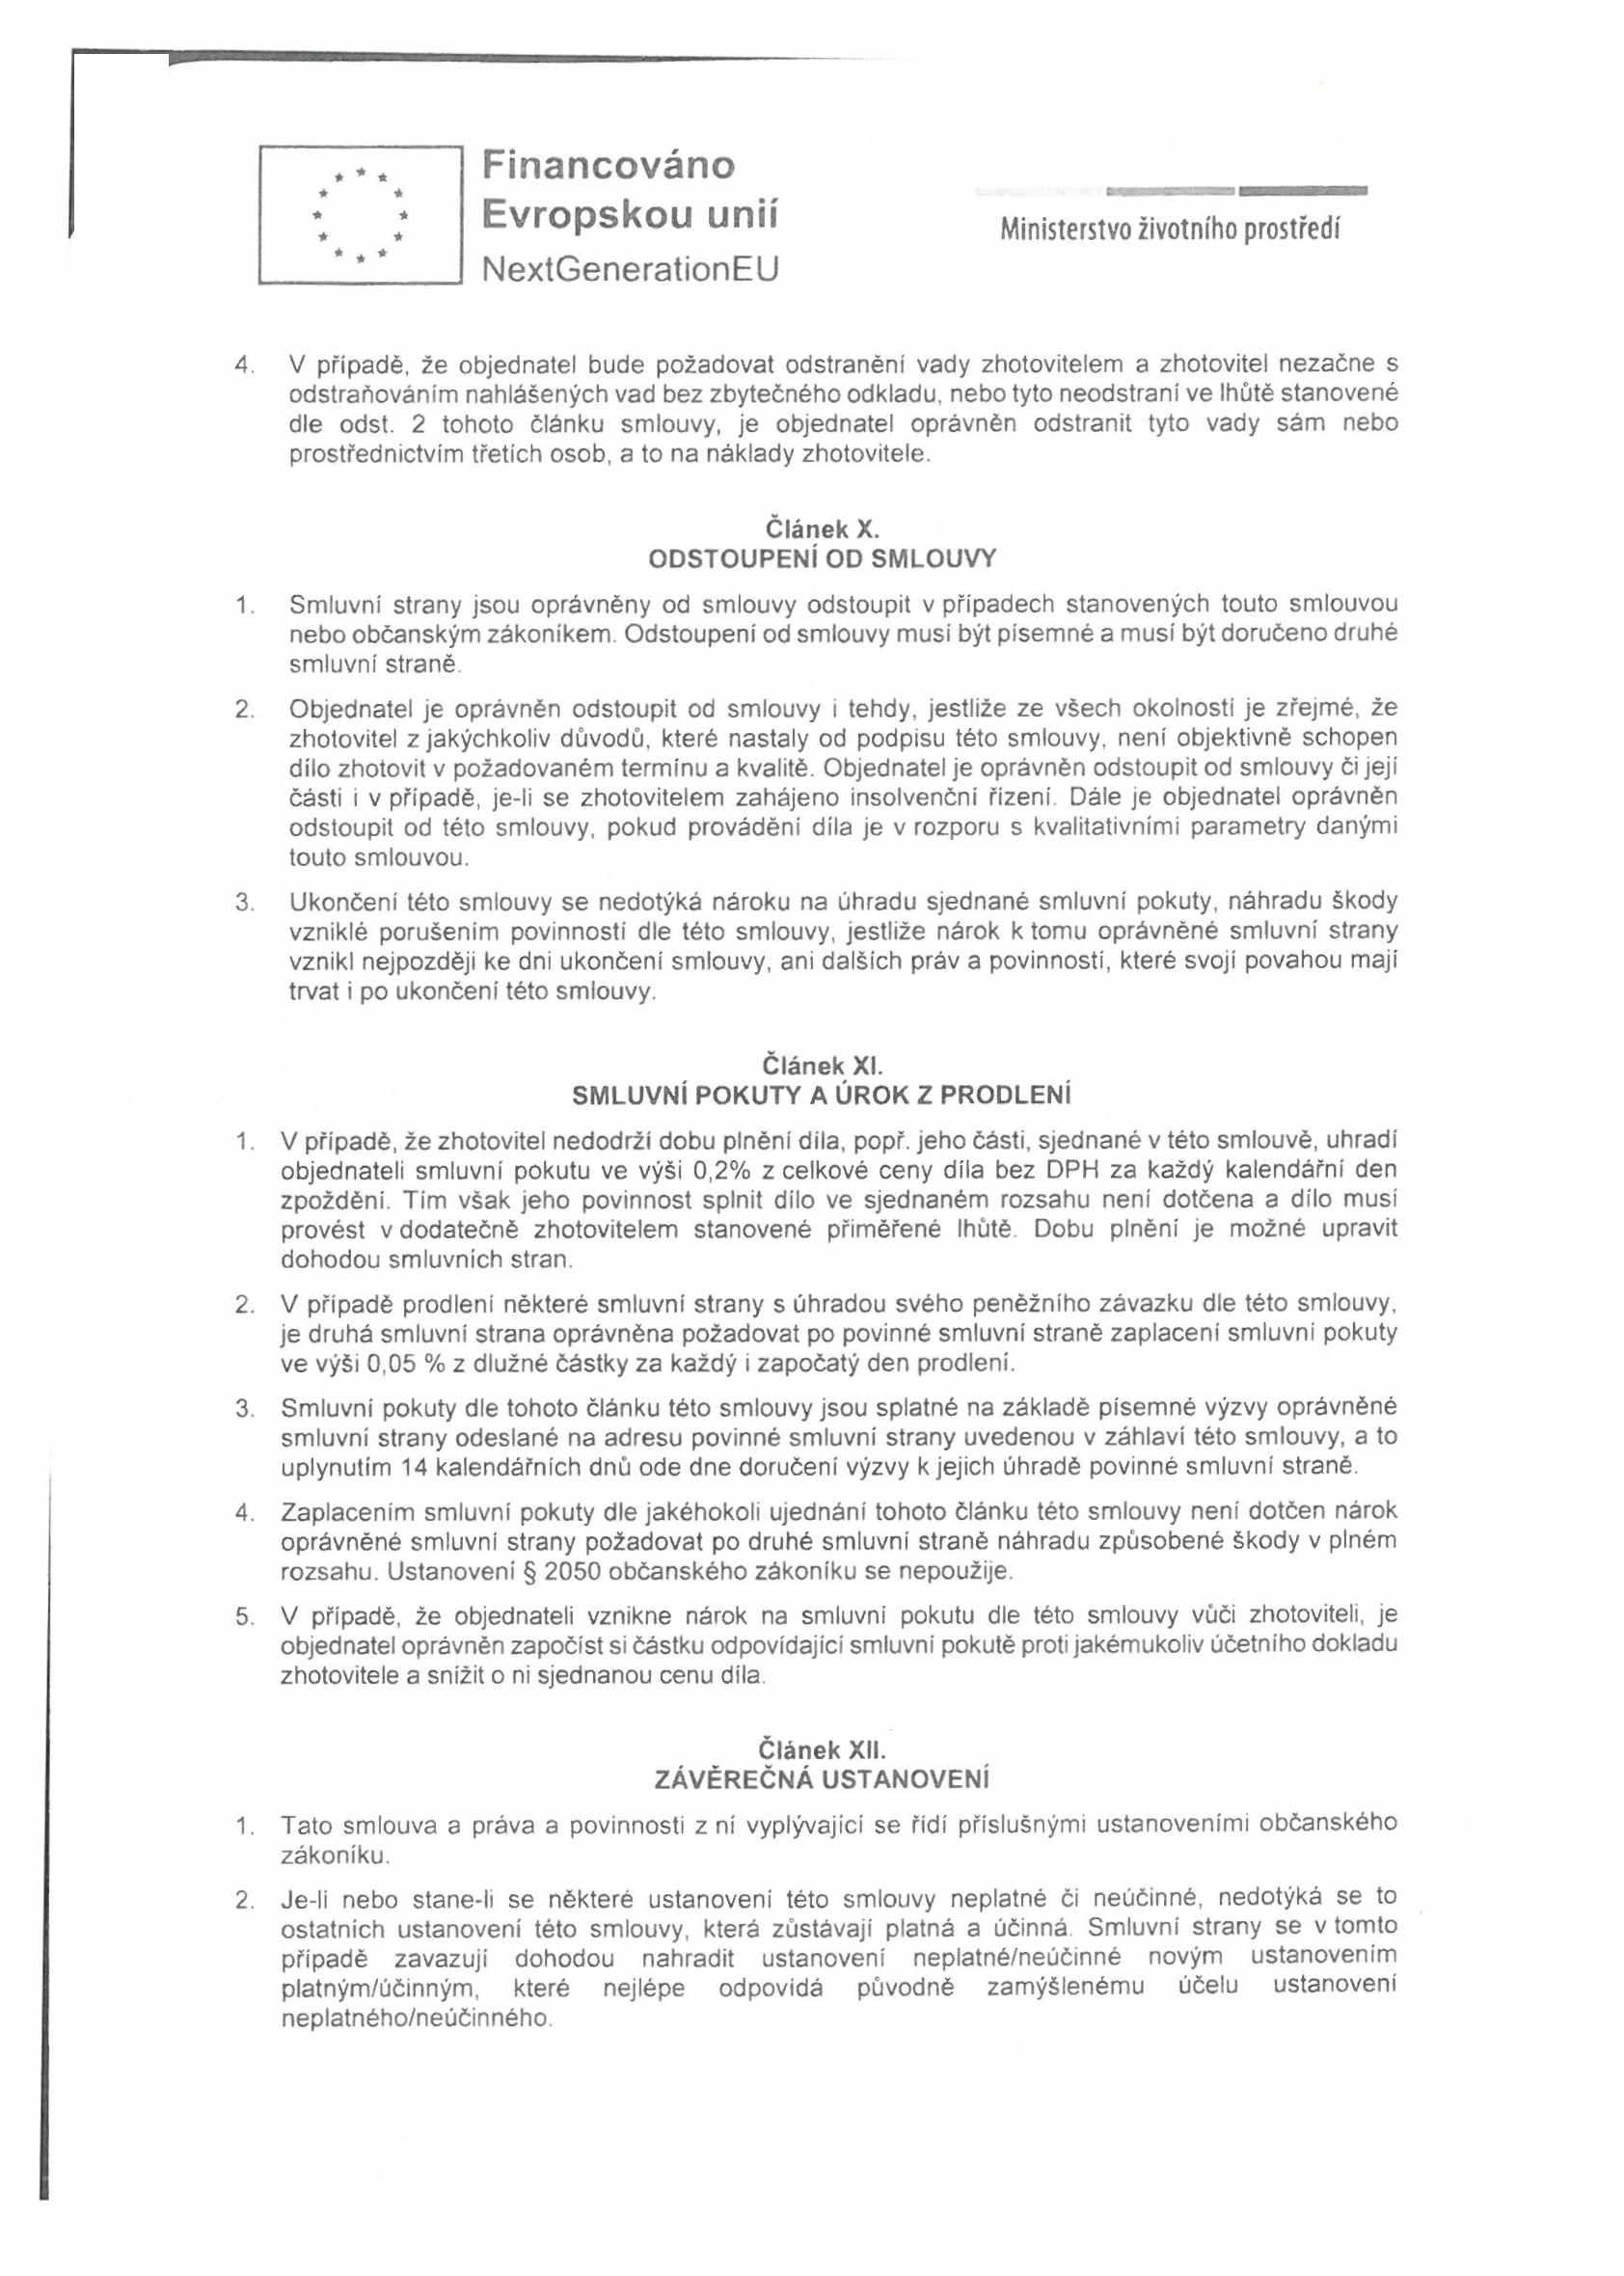 Financováno
Evropskou unií
NextGenerationEU
Ministerstvo životního prostředí
4. V případě, že objednatel bude požadovat odstranění vady zhotovitelem a zhotovitel nezačne s
odstraňováním nahlášených vad bez zbytečného odkladu, nebo tyto neodstraní ve lhůtě stanovené
dle odst. 2 tohoto článku smlouvy, je objednatel oprávněn odstranit tyto vady sám nebo
prostřednictvím třetích osob, a to na náklady zhotovitele.
Článek X.
ODSTOUPENÍ OD SMLOUVY
1. Smluvní strany jsou oprávněny od smlouvy odstoupit v případech stanovených touto smlouvou
nebo občanským zákoníkem. Odstoupení od smlouvy musí být písemné a musí být doručeno druhé
smluvní straně.
2. Objednatel je oprávněn odstoupit od smlouvy i tehdy, jestliže ze všech okolností je zřejmé, že
zhotovitel z jakýchkoliv důvodů, které nastaly od podpisu této smlouvy, není objektivně schopen
dílo zhotovit v požadovaném termínu a kvalitě. Objednatel je oprávněn odstoupit od smlouvy či její
části i v případě, je-li se zhotovitelem zahájeno insolvenční řízení. Dále je objednatel oprávněn
odstoupit od této smlouvy, pokud provádění díla je v rozporu s kvalitativními parametry danými
touto smlouvou.
3. Ukončení této smlouvy se nedotýká nároku na úhradu sjednané smluvní pokuty, náhradu škody
vzniklé porušením povinností dle této smlouvy, jestliže nárok k tomu oprávněné smluvní strany
vznikl nejpozději ke dni ukončení smlouvy, ani dalších práv a povinností, které svojí povahou mají
trvat i po ukončení této smlouvy.
Článek XI.
SMLUVNÍ POKUTY A ÚROK Z PRODLENÍ
1. V případě, že zhotovitel nedodrží dobu plnění díla, popř. jeho části, sjednané v této smlouvě, uhradí
objednateli smluvní pokutu ve výši 0,2% z celkové ceny díla bez DPH za každý kalendářní den
zpoždění. Tím však jeho povinnost splnit dílo ve sjednaném rozsahu není dotčena a dílo musí
provést v dodatečně zhotovitelem stanovené přiměřené lhůtě. Dobu plnění je možné upravit
dohodou smluvních stran.
2. V případě prodlení některé smluvní strany s úhradou svého peněžního závazku dle této smlouvy,
je druhá smluvní strana oprávněna požadovat po povinné smluvní straně zaplacení smluvní pokuty
ve výši 0,05 % z dlužné částky za každý i započatý den prodlení.
3. Smluvní pokuty dle tohoto článku této smlouvy jsou splatné na základě písemné výzvy oprávněné
smluvní strany odeslané na adresu povinné smluvní strany uvedenou v záhlaví této smlouvy, a to
uplynutím 14 kalendářních dnů ode dne doručení výzvy k jejich úhradě povinné smluvní straně.
4. Zaplacením smluvní pokuty dle jakéhokoli ujednání tohoto článku této smlouvy není dotčen nárok
oprávněné smluvní strany požadovat po druhé smluvní straně náhradu způsobené škody v plném
rozsahu. Ustanovení § 2050 občanského zákoníku se nepoužije.
5. V případě, že objednateli vznikne nárok na smluvní pokutu dle této smlouvy vůči zhotoviteli, je
objednatel oprávněn započíst si částku odpovídající smluvní pokutě proti jakémukoliv účetního dokladu
zhotovitele a snížit o ni sjednanou cenu díla.
Článek XII.
ZÁVĚREČNÁ USTANOVENÍ
1. Tato smlouva a práva a povinnosti z ní vyplývající se řídí příslušnými ustanoveními občanského
zákoníku.
2. Je-li nebo stane-li se některé ustanovení této smlouvy neplatné či neúčinné, nedotýká se to
ostatních ustanovení této smlouvy, která zůstávají platná a účinná. Smluvní strany se v tomto
případě zavazují dohodou nahradit ustanovení neplatné/neúčinné novým ustanovením
platným/účinným, které nejlépe odpovídá původně zamýšlenému účelu ustanovení
neplatného/neúčinného.